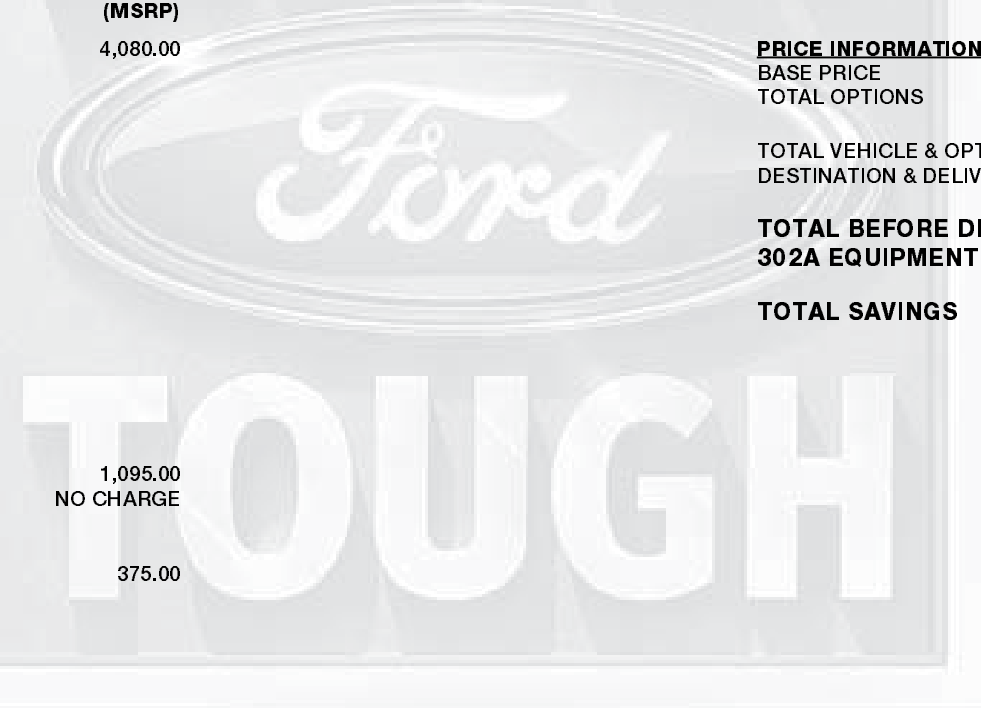 (MSRP)
4,080.00
NO CHARGE
1,095.00
375.00
PRICE INFORMATION
BASE PRICE
TOTAL OPTIONS
TOTAL VEHICLE & OPT
DESTINATION & DELIV
TOTAL BEFORE DI
302A EQUIPMENT
TOTAL SAVINGS
Ford
TOUGH